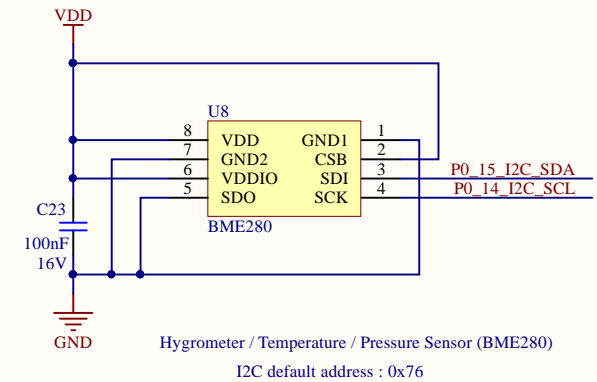 VDD
U8
8 VDD GND1 1
7 GND2 CSB 2
6 VDDIO SDI 3 P0_15_I2C_SDA
5 SDO SCK 4 P0_14_I2C_SCL
BME280
C23
100nF
16V
GND
Hygrometer / Temperature / Pressure Sensor (BME280)
I2C default address : 0x76